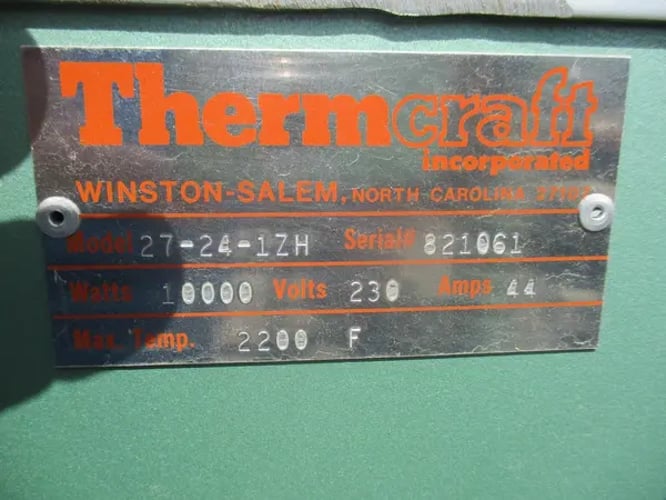 Thermcraft
incorporated
WINSTON-SALEM, NORTH CAROLINA
Model 27-24-1ZH Serial# 821061
Watts 10000 Volts 230 Amps 44
Max. Temp. 2200 F